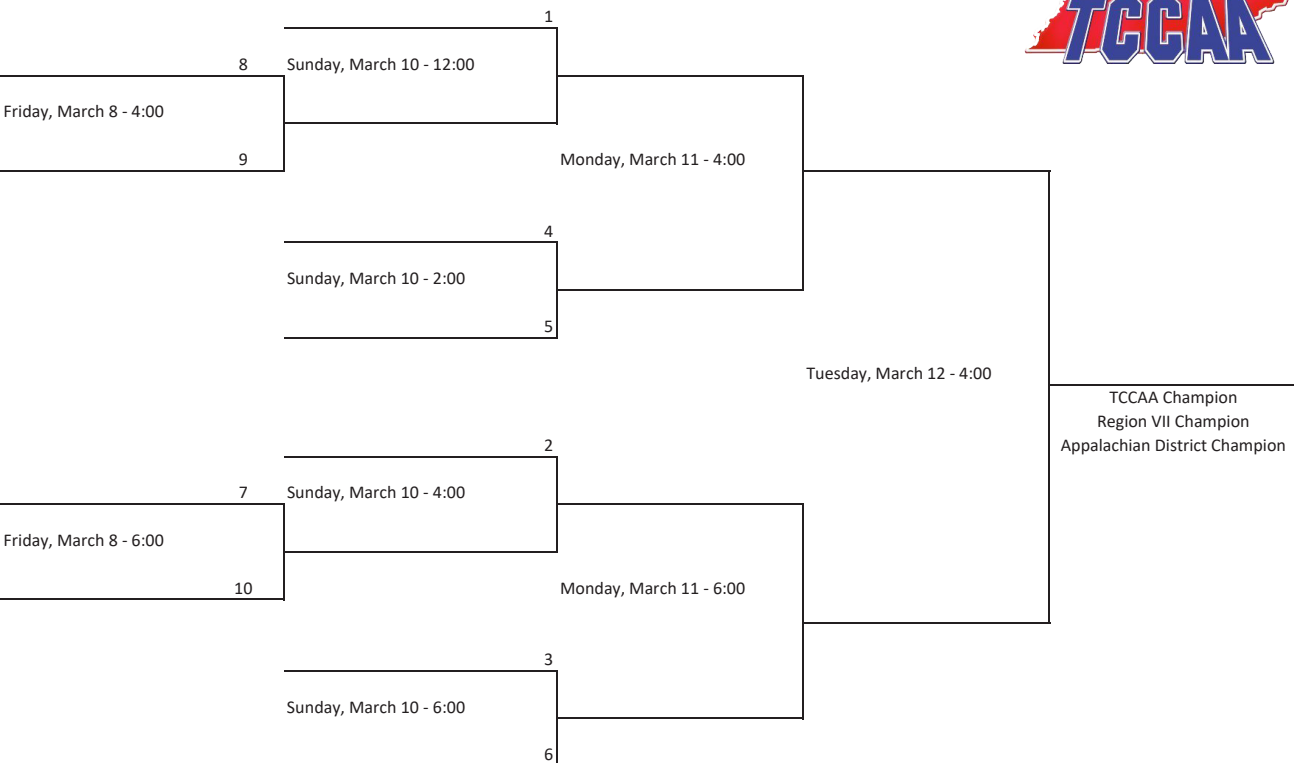 TCCAA
1
8
Sunday, March 10 - 12:00
Friday, March 8 - 4:00
9
Monday, March 11 - 4:00
4
Sunday, March 10 - 2:00
5
Tuesday, March 12 - 4:00
TCCAA Champion
Region VII Champion
Appalachian District Champion
2
7
Sunday, March 10 - 4:00
Friday, March 8 - 6:00
10
Monday, March 11 - 6:00
3
Sunday, March 10 - 6:00
6